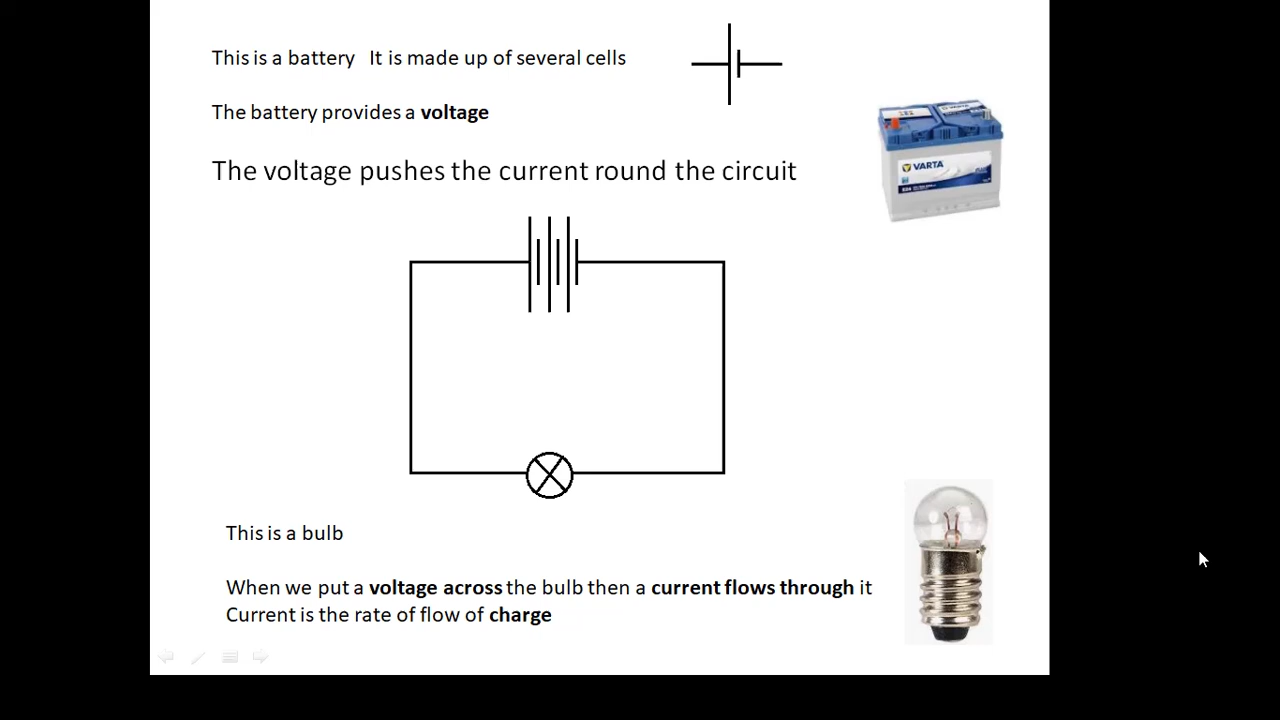 This is a battery It is made up of several cells
The battery provides a voltage
The voltage pushes the current round the circuit
VARTA
This is a bulb
When we put a voltage across the bulb then a current flows through it
Current is the rate of flow of charge